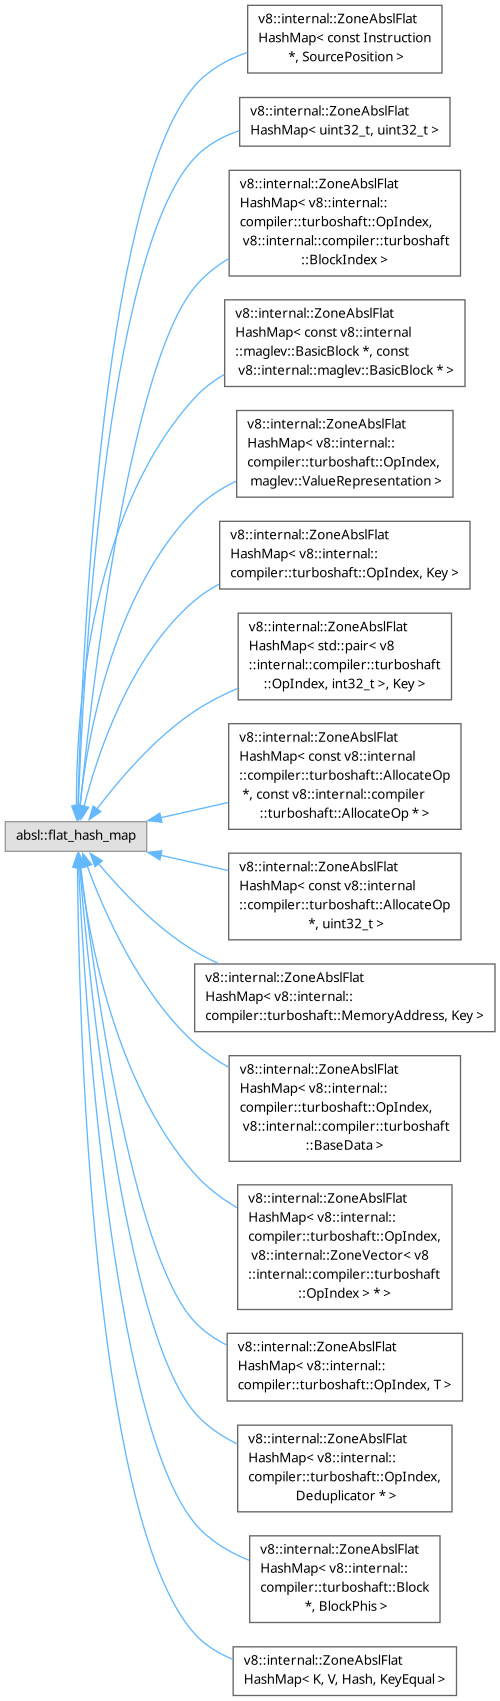 v8::internal::ZoneAbslFlat
HashMap< const Instruction
*, SourcePosition >
v8::internal::ZoneAbslFlat
HashMap< uint32_t, uint32_t >
v8::internal::ZoneAbslFlat
HashMap< v8::internal::
compiler::turboshaft::OpIndex,
v8::internal::compiler::turboshaft
::BlockIndex >
v8::internal::ZoneAbslFlat
HashMap< const v8::internal
::maglev::BasicBlock *, const
v8::internal::maglev::BasicBlock * >
v8::internal::ZoneAbslFlat
HashMap< v8::internal::
compiler::turboshaft::OpIndex,
maglev::ValueRepresentation >
v8::internal::ZoneAbslFlat
HashMap< v8::internal::
compiler::turboshaft::OpIndex, Key >
v8::internal::ZoneAbslFlat
HashMap< std::pair< v8
::internal::compiler::turboshaft
::OpIndex, int32_t >, Key >
v8::internal::ZoneAbslFlat
HashMap< const v8::internal
::compiler::turboshaft::AllocateOp
*, const v8::internal::compiler
::turboshaft::AllocateOp * >
absl::flat_hash_map
v8::internal::ZoneAbslFlat
HashMap< const v8::internal
::compiler::turboshaft::AllocateOp
*, uint32_t >
v8::internal::ZoneAbslFlat
HashMap< v8::internal::
compiler::turboshaft::MemoryAddress, Key >
v8::internal::ZoneAbslFlat
HashMap< v8::internal::
compiler::turboshaft::OpIndex,
v8::internal::compiler::turboshaft
::BaseData >
v8::internal::ZoneAbslFlat
HashMap< v8::internal::
compiler::turboshaft::OpIndex,
v8::internal::ZoneVector< v8
::internal::compiler::turboshaft
::OpIndex > * >
v8::internal::ZoneAbslFlat
HashMap< v8::internal::
compiler::turboshaft::OpIndex, T >
v8::internal::ZoneAbslFlat
HashMap< v8::internal::
compiler::turboshaft::OpIndex,
Deduplicator * >
v8::internal::ZoneAbslFlat
HashMap< v8::internal::
compiler::turboshaft::Block
*, BlockPhis >
v8::internal::ZoneAbslFlat
HashMap< K, V, Hash, KeyEqual >